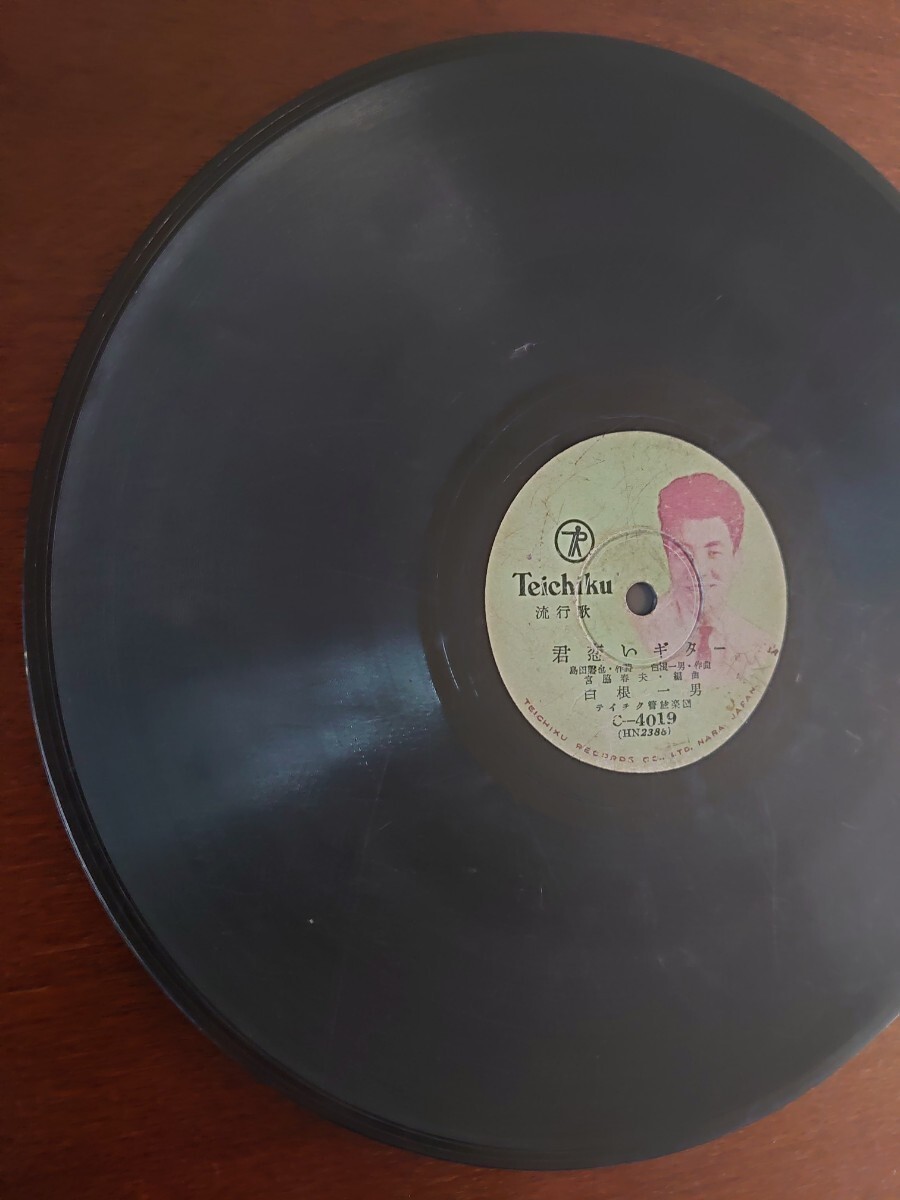 Teichiku
流行歌
君恋いギター
島田磬也・作詩 白根一男・作曲
宮脇春夫・編曲
白根一男
テイチク管絃楽団
C-4019
(HN2386)
TEICHIKU RECORDS CO., LTD. NARA, JAPAN